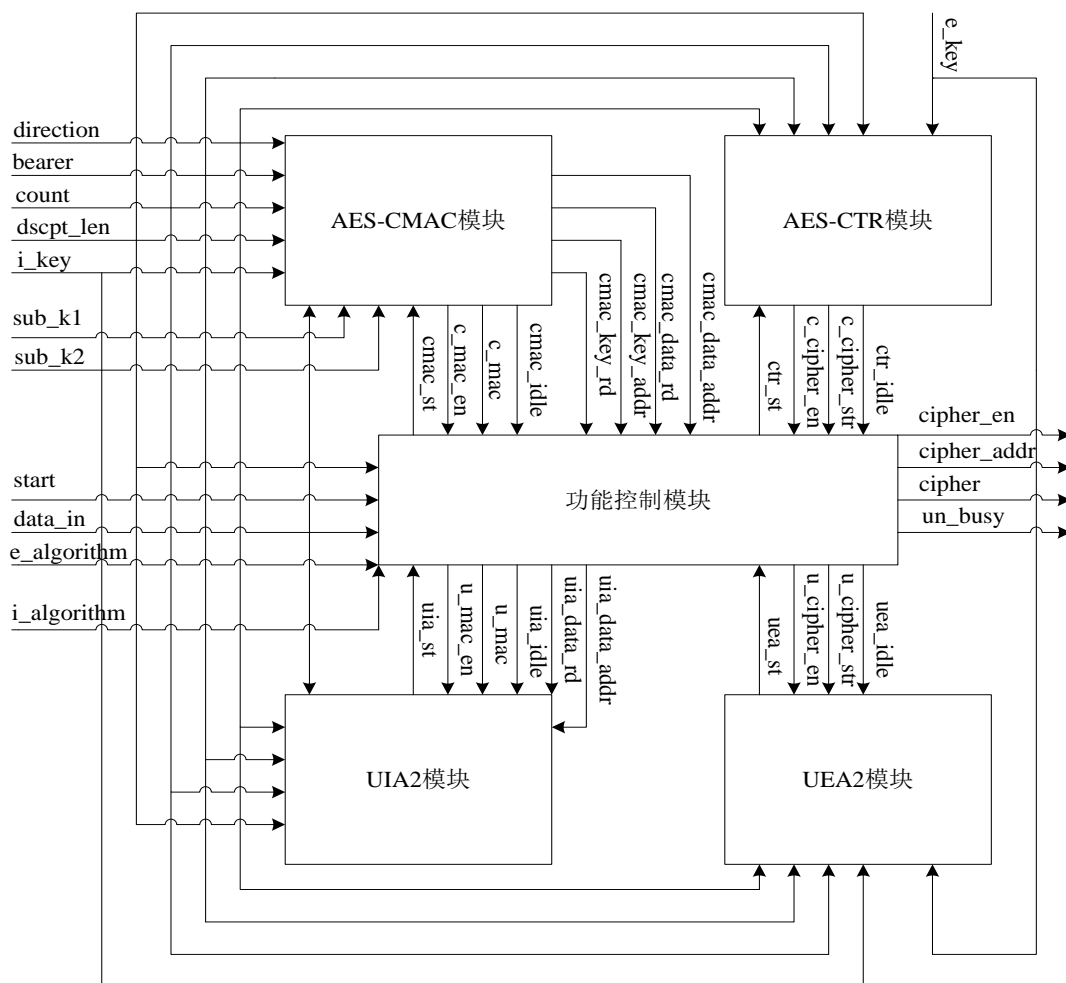 e_key
direction
bearer
count
dscpt_len
i_key
sub_k1
sub_k2
AES-CMAC模块
AES-CTR模块
cmac_st
c_mac_en
c_mac
cmac_idle
cmac_key_rd
cmac_key_addr
cmac_data_rd
cmac_data_addr
ctr_st
c_cipher_en
c_cipher_str
ctr_idle
start
data_in
e_algorithm
i_algorithm
功能控制模块
cipher_en
cipher_addr
cipher
un_busy
uia_st
u_mac_en
u_mac
uia_idle
uia_data_rd
uia_data_addr
uea_st
u_cipher_en
u_cipher_str
uea_idle
UIA2模块
UEA2模块